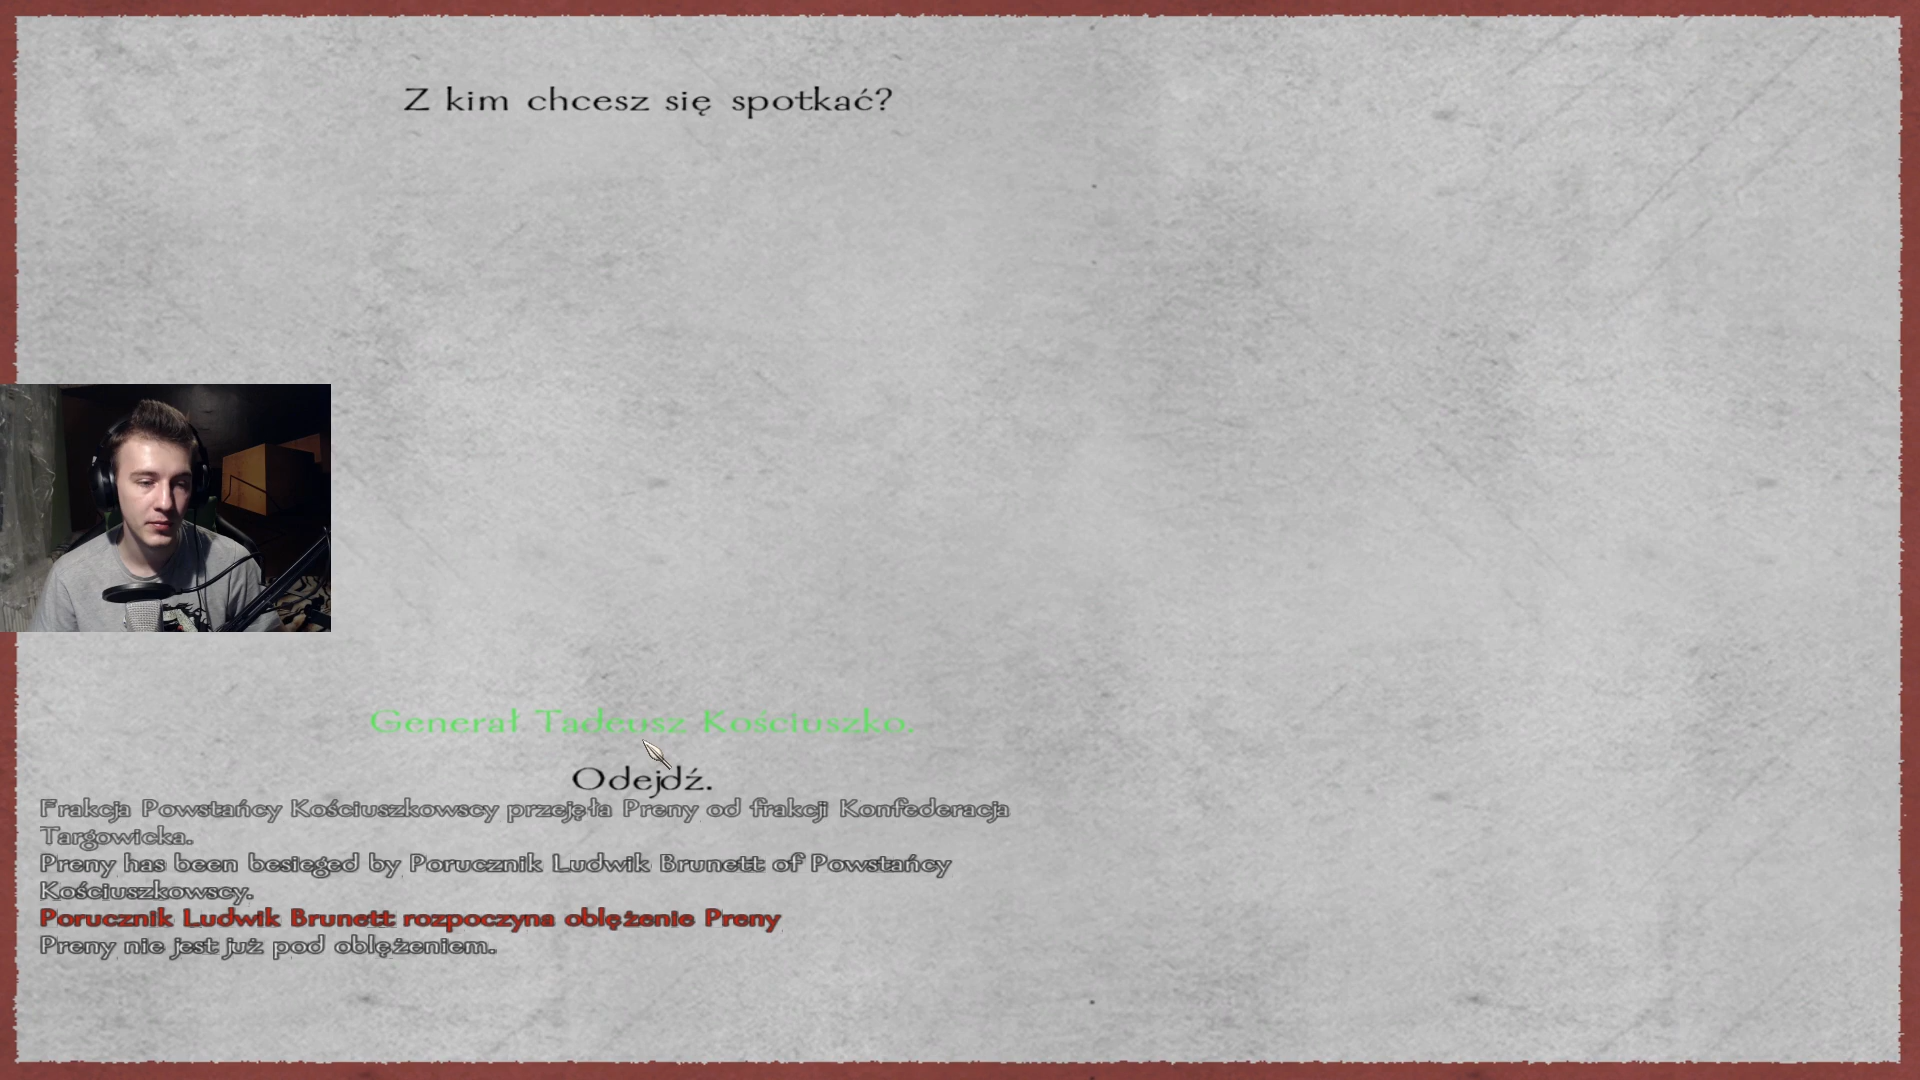 Z kim chcesz się spotkać?
Generał Tadeusz Kościuszko.
Odejdź.
Frakcja Powstańcy Kościuszkowscy przejęła Preny od frakcji Konfederacja
Targowicka.
Preny has been besieged by Porucznik Ludwik Brunett of Powstańcy
Kościuszkowscy.
Porucznik Ludwik Brunett rozpoczyna oblężenie Preny
Preny nie jest już pod oblężeniem.